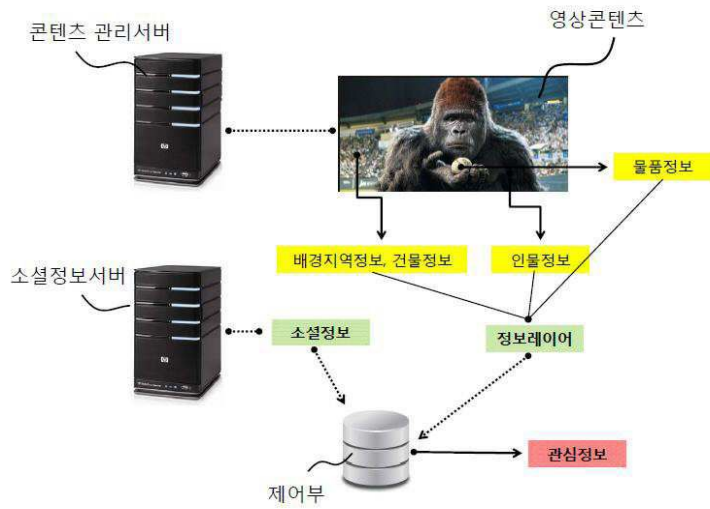 콘텐츠 관리서버
영상콘텐츠
물품정보
배경지역정보, 건물정보
인물정보
소셜정보서버
소셜정보
정보레이어
제어부
관심정보